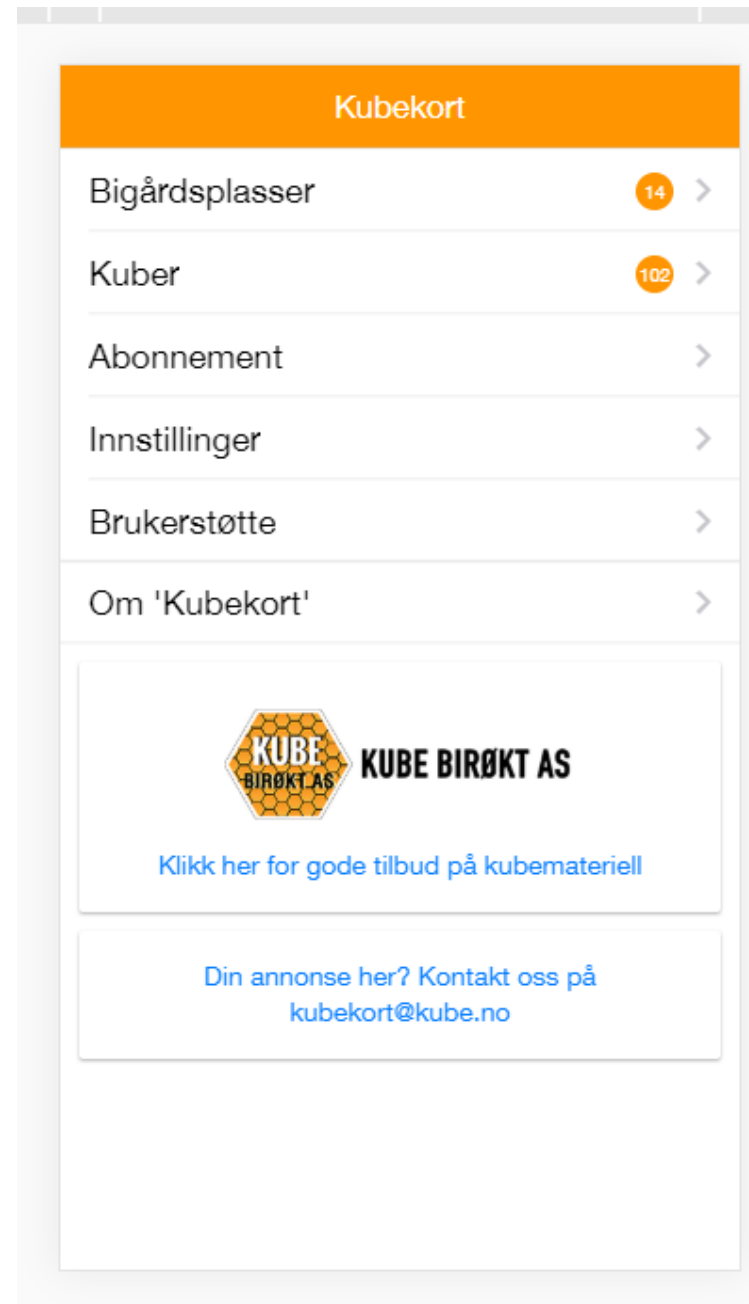 Kubekort
Bigårdsplasser 14
Kuber 102
Abonnement
Innstillinger
Brukerstøtte
Om 'Kubekort'
KUBE
BIRØKT AS
KUBE BIRØKT AS
Klikk her for gode tilbud på kubemateriell
Din annonse her? Kontakt oss på
kubekort@kube.no